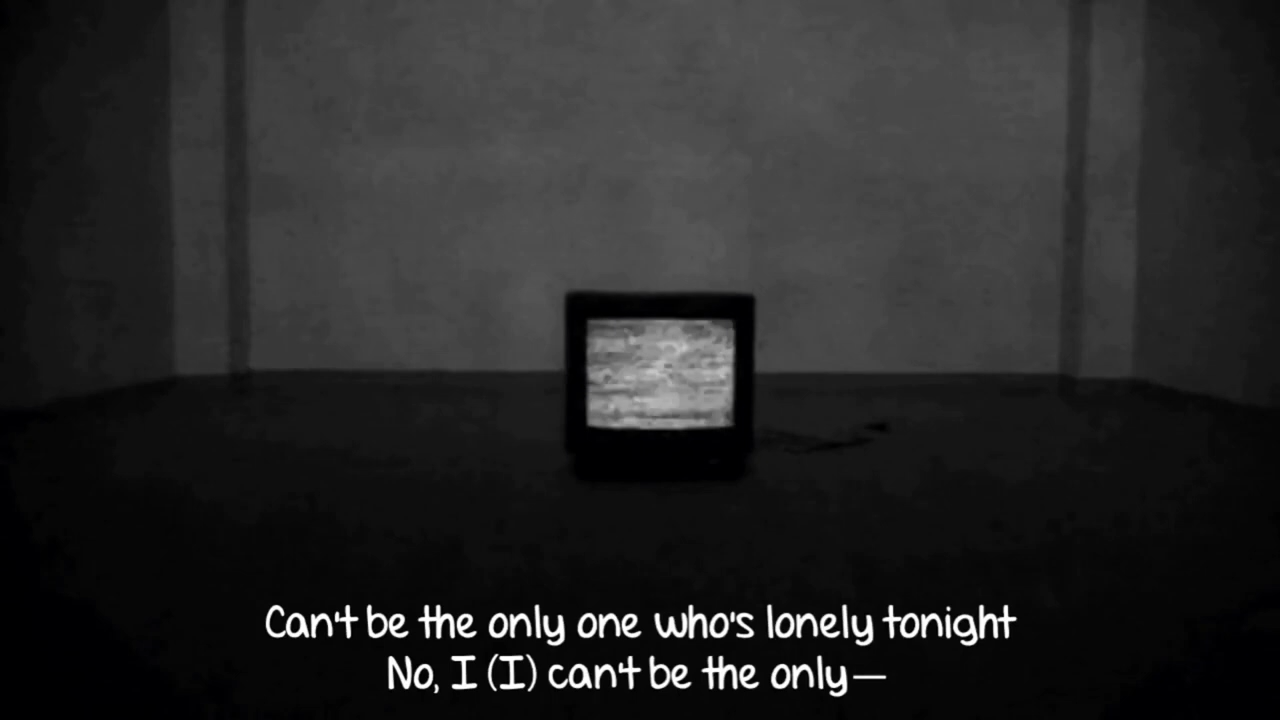 Can't be the only one who's lonely tonight
No, I (I) can't be the only—